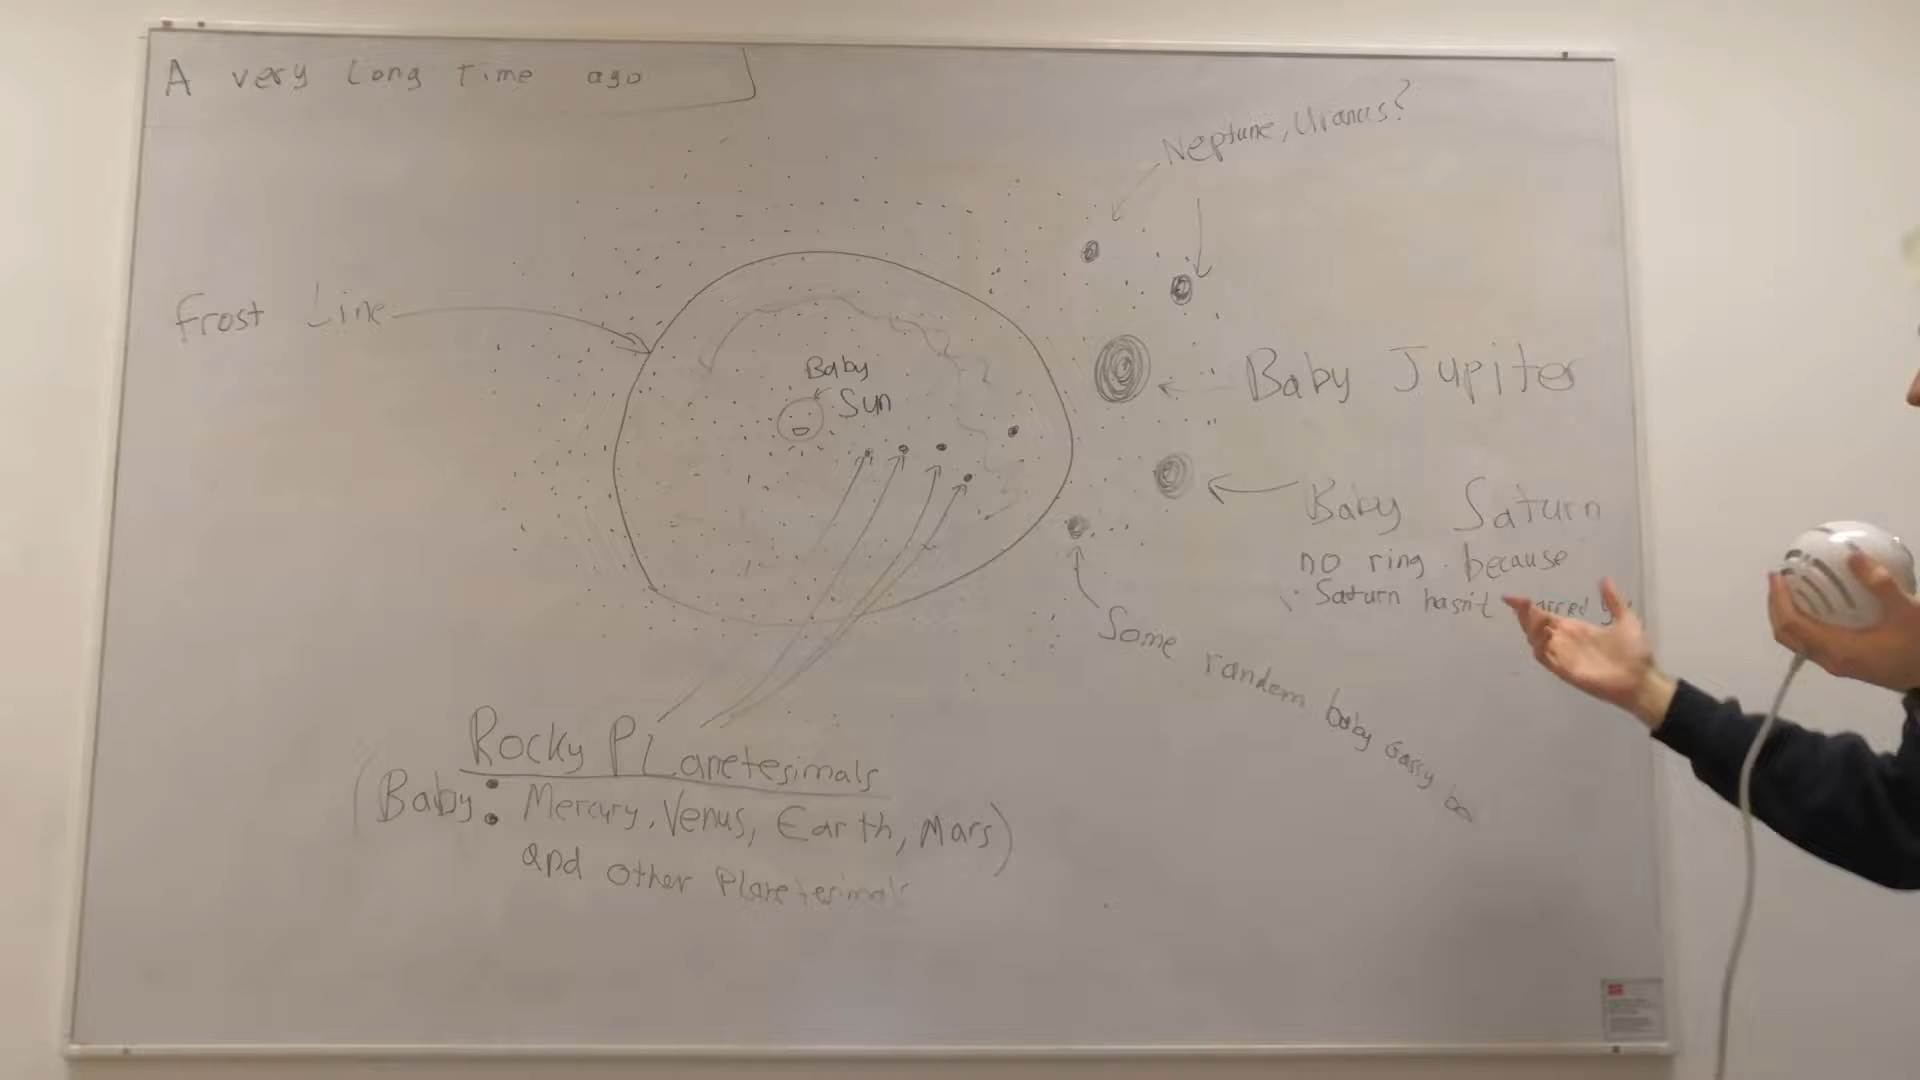 A very Long Time ago
Neptune, Uranus?
Frost Line
Baby
Sun
Baby Jupiter
Baby Saturn
no ring because
Saturn hasn't
Some random baby Gassy
Rocky PLanetesimals
(Baby: Mercury, Venus, Earth, Mars)
and other Planetesimals